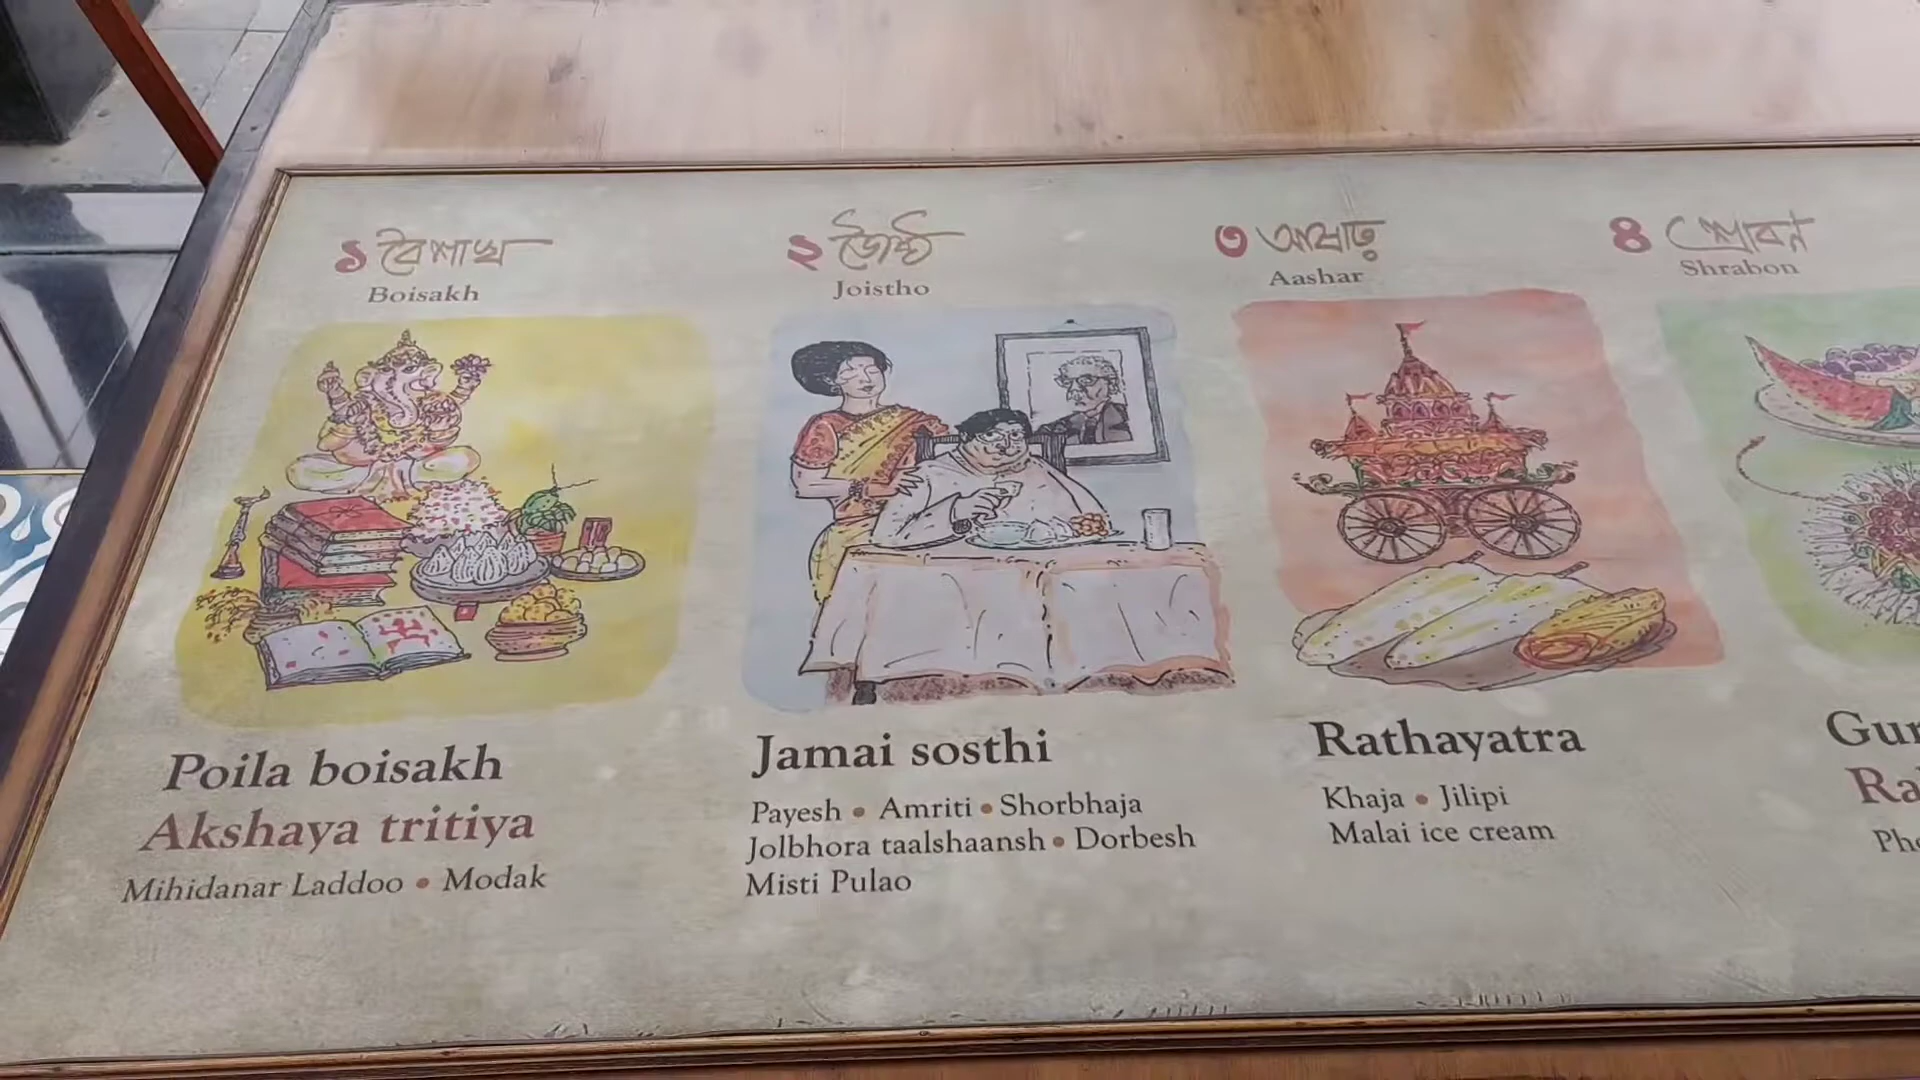 ১ বৈশাখ
Boisakh
Poila boisakh
Akshaya tritiya
Mihidanar Laddoo • Modak
২ জ্যৈষ্ঠ
Joistho
Jamai sosthi
Payesh • Amriti • Shorbhaja
Jolbhora taalshaansh • Dorbesh
Misti Pulao
৩ আষাঢ়
Aashar
Rathayatra
Khaja • Jilipi
Malai ice cream
৪ শ্রাবন
Shrabon